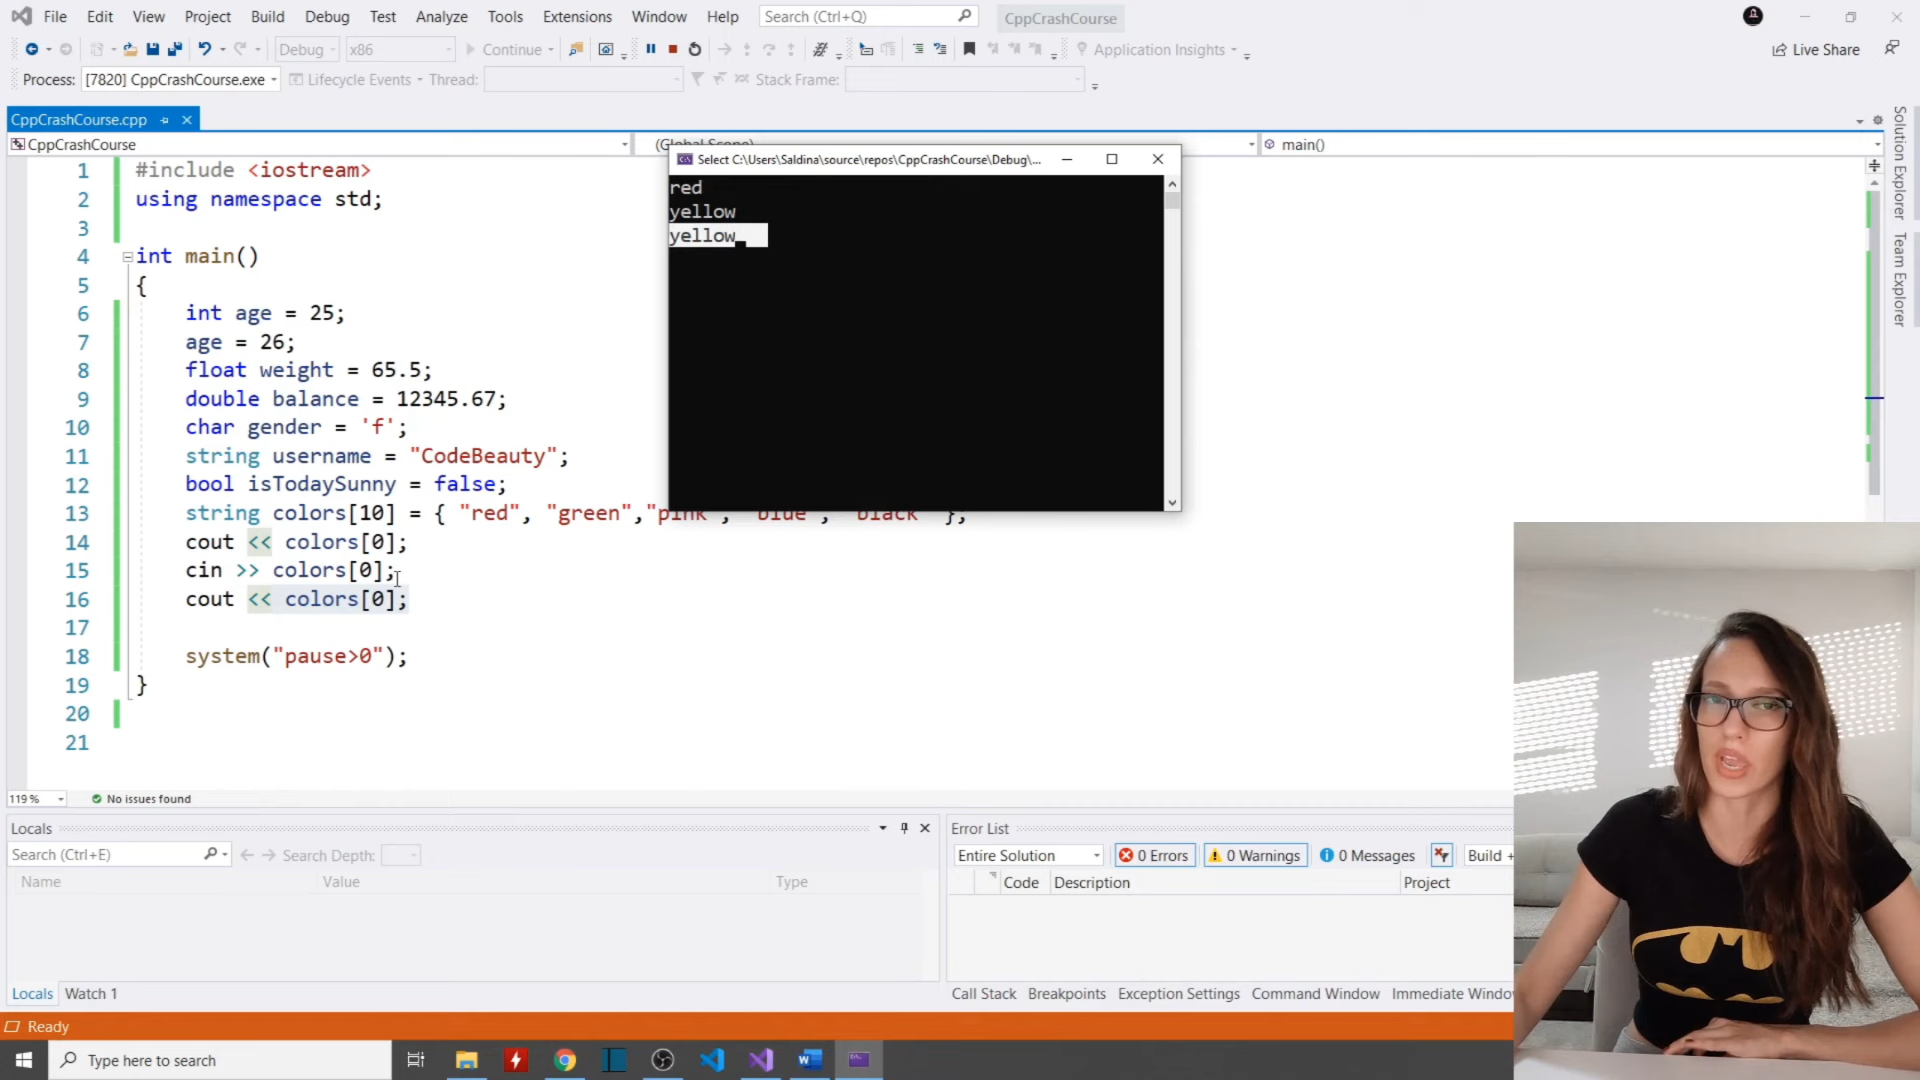 File Edit View Project Build Debug Test Analyze Tools Extensions Window Help Search (Ctrl+Q) CppCrashCourse
Debug x86 Continue Application Insights Live Share
Process: [7820] CppCrashCourse.exe Lifecycle Events Thread: Stack Frame:
CppCrashCourse.cpp
CppCrashCourse (Global Scope) main()
Select C:\Users\Saldina\source\repos\CppCrashCourse\Debug\...
red
yellow
yellow_
1 #include <iostream>
2 using namespace std;
3
4 int main()
5 {
6 int age = 25;
7 age = 26;
8 float weight = 65.5;
9 double balance = 12345.67;
10 char gender = 'f';
11 string username = "CodeBeauty";
12 bool isTodaySunny = false;
13 string colors[10] = { "red", "green","pink", "blue", "black" };
14 cout << colors[0];
15 cin >> colors[0];
16 cout << colors[0];
17
18 system("pause>0");
19 }
20
21
Solution Explorer
Team Explorer
119 % No issues found
Locals
Search (Ctrl+E) Search Depth:
Name Value Type
Locals Watch 1
Error List
Entire Solution 0 Errors 0 Warnings 0 Messages Build +
Code Description Project
Call Stack Breakpoints Exception Settings Command Window Immediate Windo
Ready
Type here to search